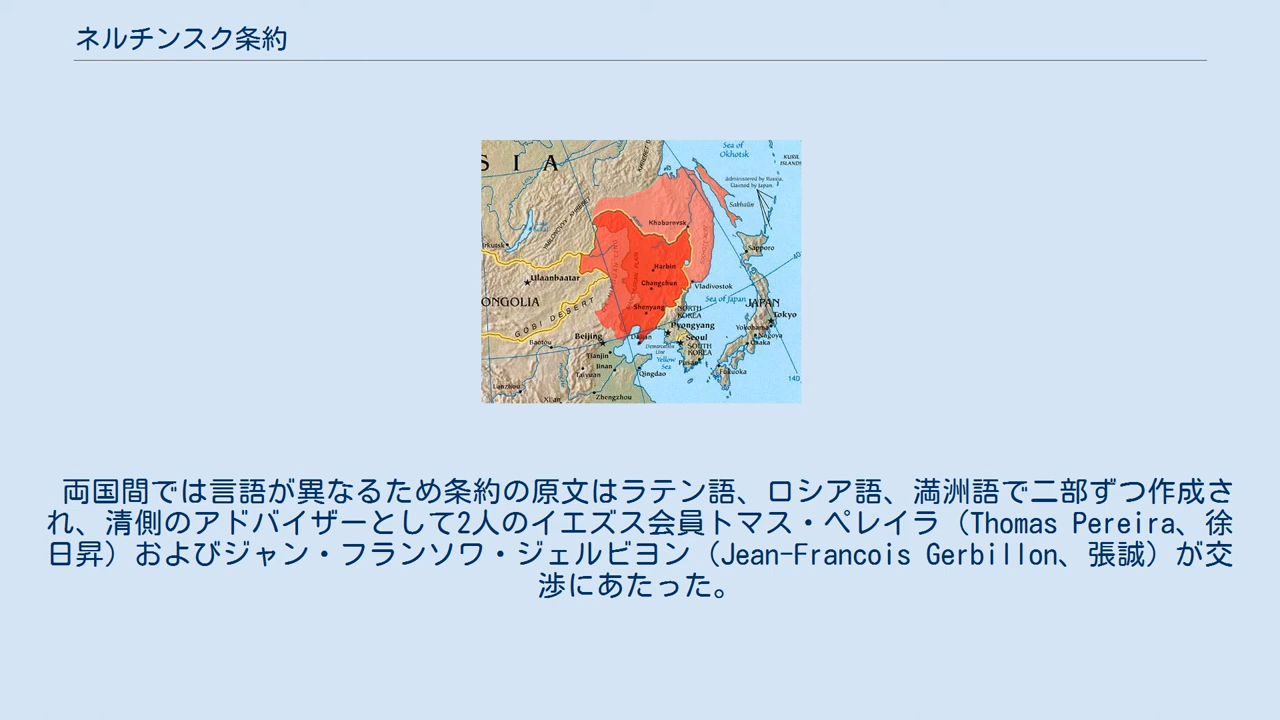 ネルチンスク条約
S I A
Sea of
Okhotsk
KURIL
ISLANDS
Administered by Russia,
Claimed by Japan.
Sakhalin
Khabarovsk
Irkutsk
Sapporo
Harbin
Ulaanbaatar
Changchun
Vladivostok
ONGOLIA
Sea of Japan
JAPAN
GOBI DESERT
Shenyang
NORTH
KOREA
Tokyo
Pyongyang
Yokohama
Beijing
Nagoya
Baotou
Seoul
Osaka
Demarcation
Line
SOUTH
KOREA
Tianjin
Yellow
Sea
Jinan
Pusan
Taiyuan
Qingdao
Fukuoka
140
Lanzhou
Xi'an
Zhengzhou
両国間では言語が異なるため条約の原文はラテン語、ロシア語、満洲語で二部ずつ作成さ
れ、清側のアドバイザーとして2人のイエズス会員トマス・ペレイラ（Thomas Pereira、徐
日昇）およびジャン・フランソワ・ジェルビヨン（Jean-Francois Gerbillon、張誠）が交
渉にあたった。